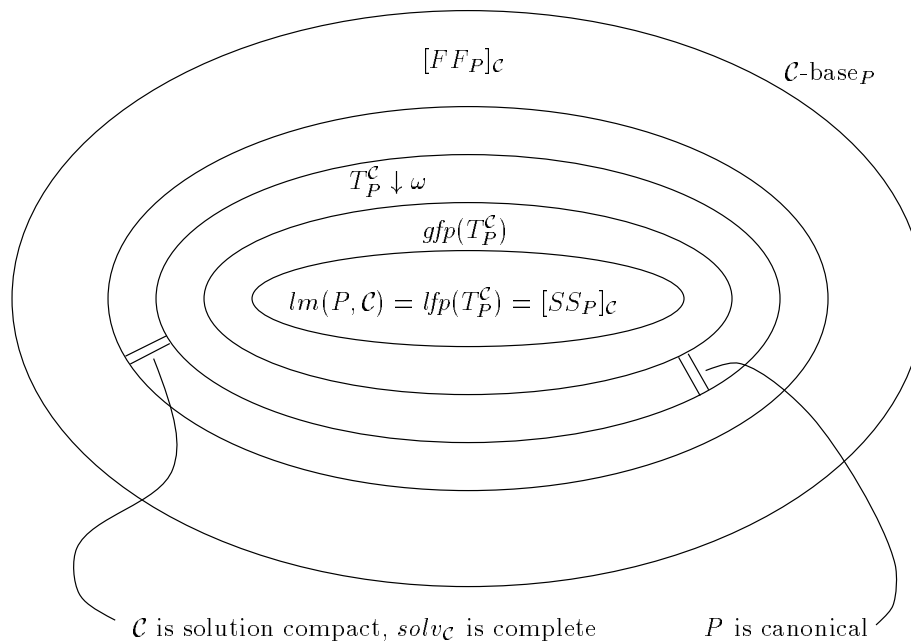 [FF_P]_𝒞
𝒞-base_P
T_P^𝒞 ↓ ω
gfp(T_P^𝒞)
lm(P, 𝒞) = lfp(T_P^𝒞) = [SS_P]_𝒞
𝒞 is solution compact, solv_𝒞 is complete
P is canonical